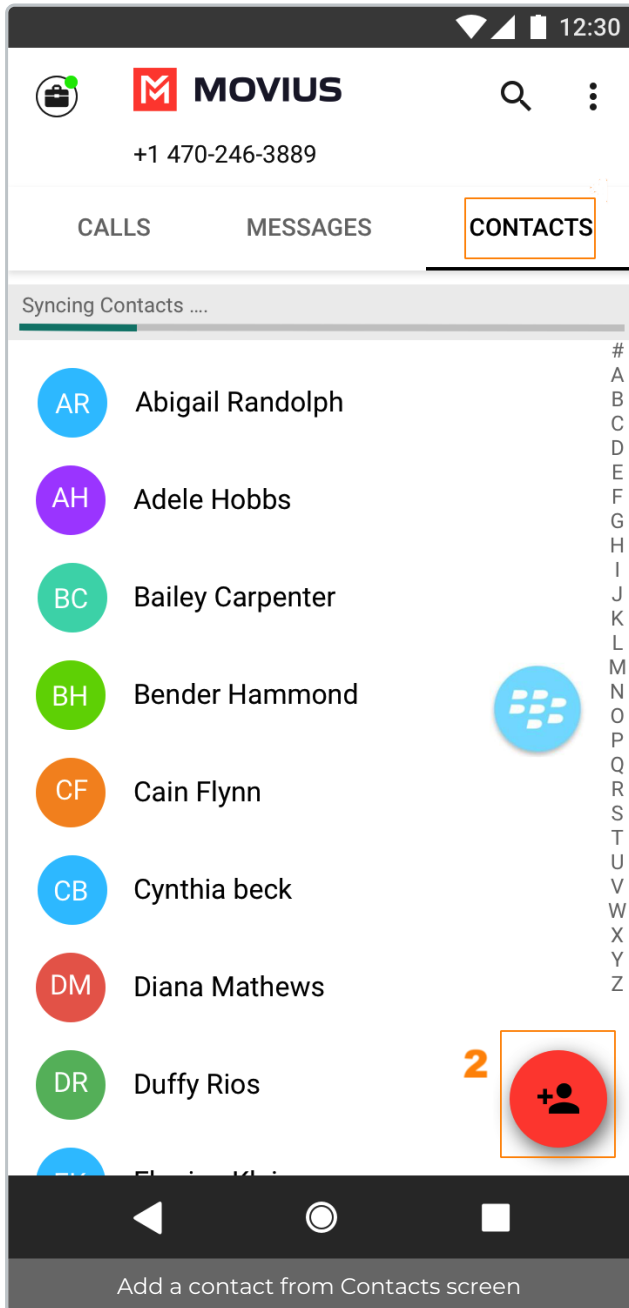 12:30
MOVIUS
+1 470-246-3889
CALLS MESSAGES CONTACTS
Syncing Contacts ....
#
A
AR Abigail Randolph
B
C
D
E
AH Adele Hobbs
F
G
H
I
BC Bailey Carpenter
J
K
L
M
BH Bender Hammond
N
O
P
Q
CF Cain Flynn
R
S
T
U
CB Cynthia beck
V
W
X
Y
DM Diana Mathews
Z
2
DR Duffy Rios
Add a contact from Contacts screen